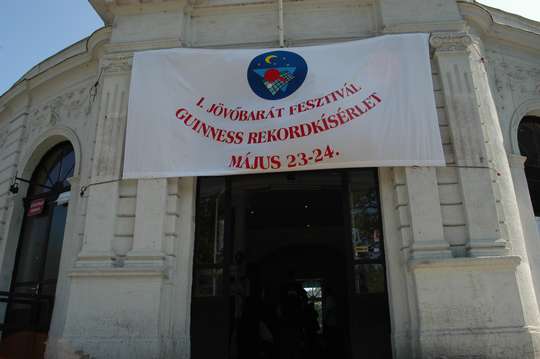 I. JÖVŐBARÁT FESZTIVÁL
GUINNESS REKORDKÍSÉRLET
MÁJUS 23-24.